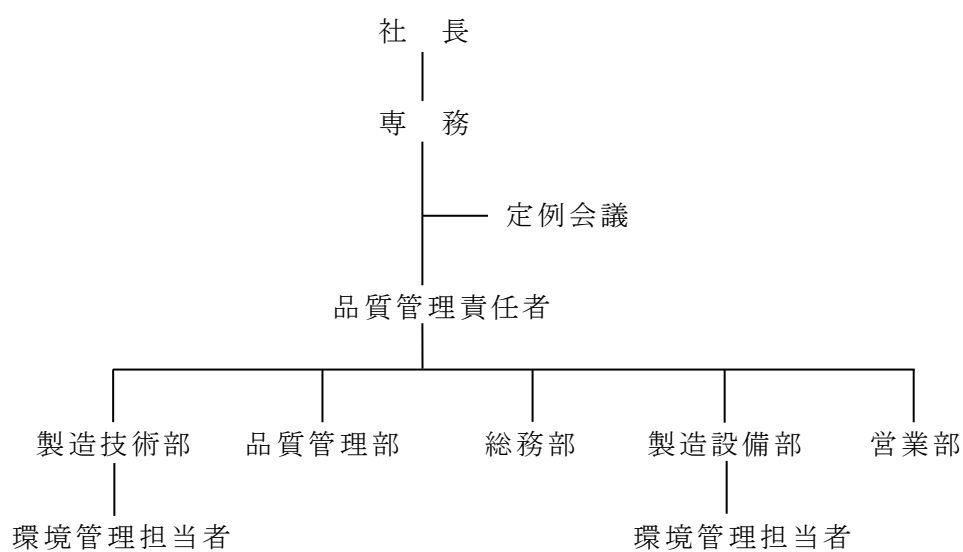 社　長
専　務
定例会議
品質管理責任者
製造技術部　品質管理部　総務部　製造設備部　営業部
環境管理担当者　環境管理担当者